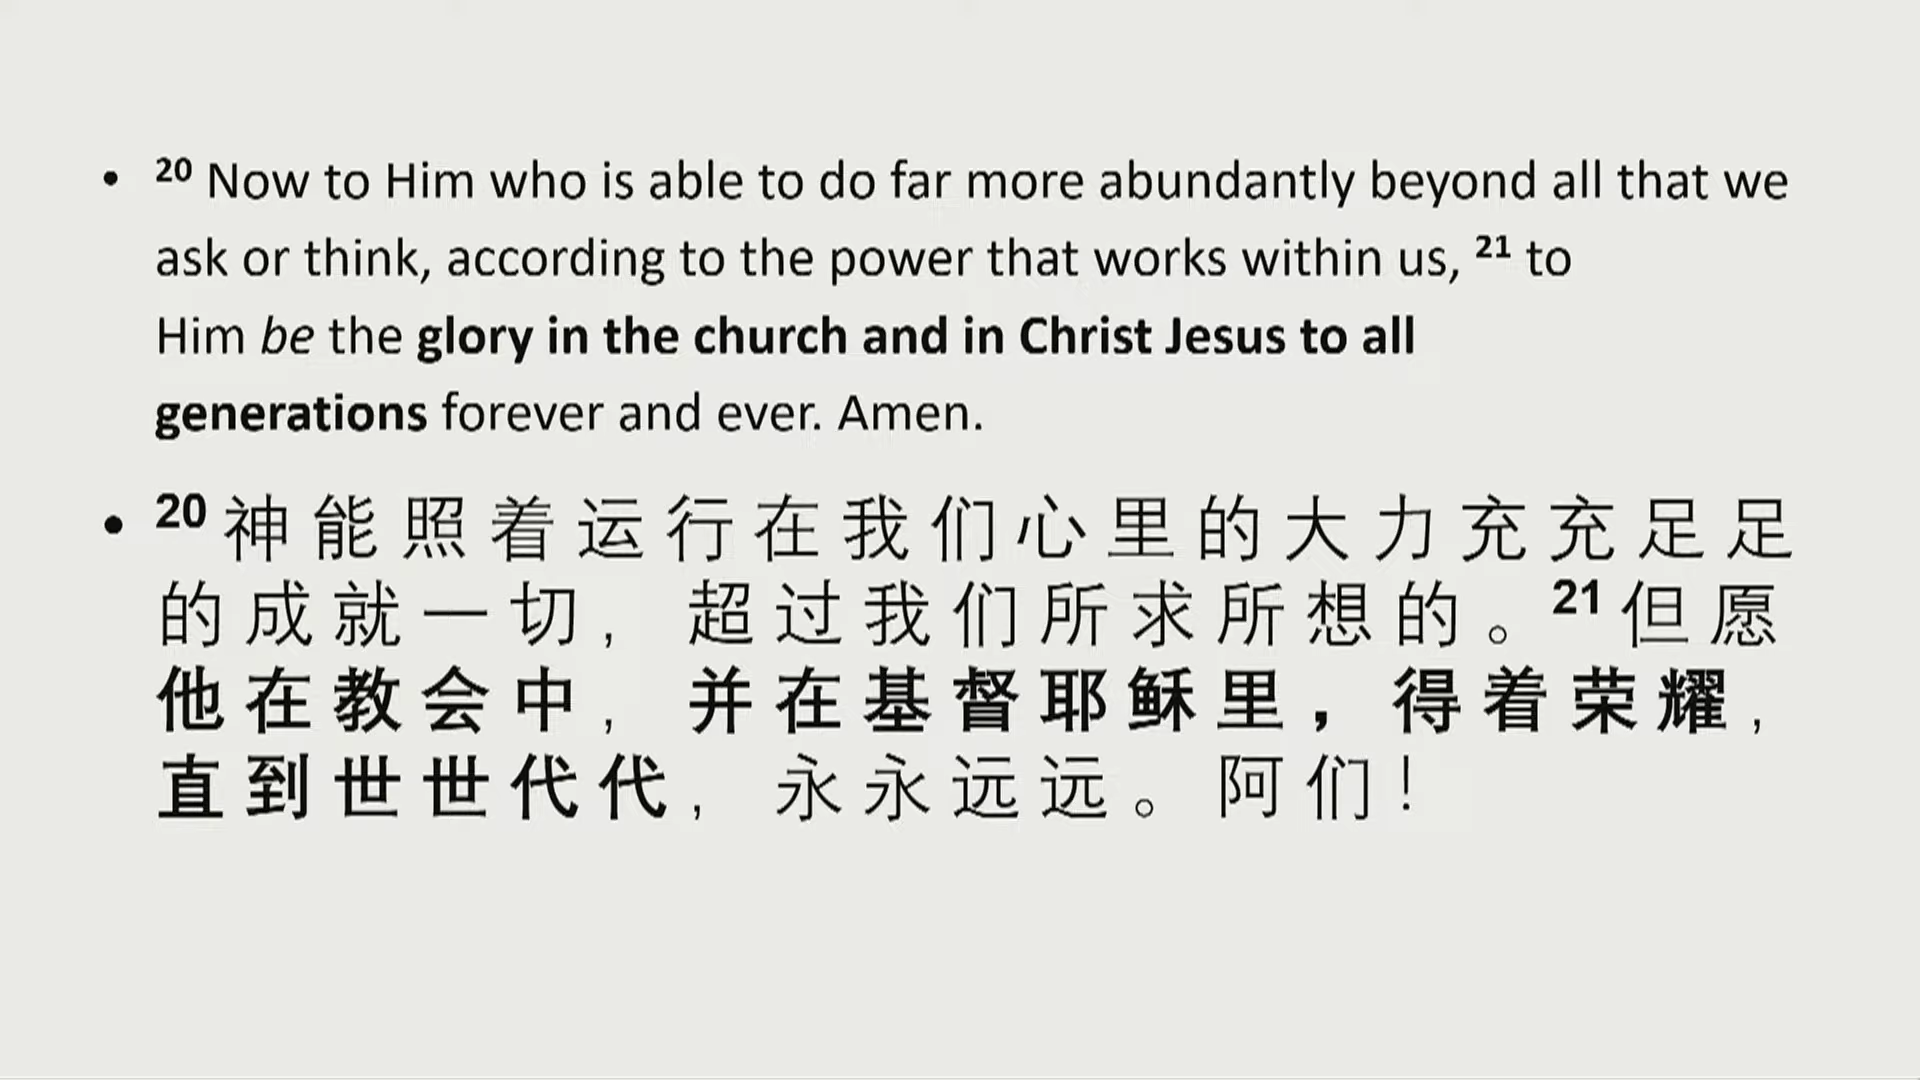 • 20 Now to Him who is able to do far more abundantly beyond all that we
ask or think, according to the power that works within us, 21 to
Him be the glory in the church and in Christ Jesus to all
generations forever and ever. Amen.
• 20 神 能 照 着 运 行 在 我 们 心 里 的 大 力 充 充 足 足
的 成 就 一 切 ， 超 过 我 们 所 求 所 想 的 。 21 但 愿
他 在 教 会 中 ， 并 在 基 督 耶 稣 里 ， 得 着 荣 耀 ，
直 到 世 世 代 代 ， 永 永 远 远 。 阿 们 ！